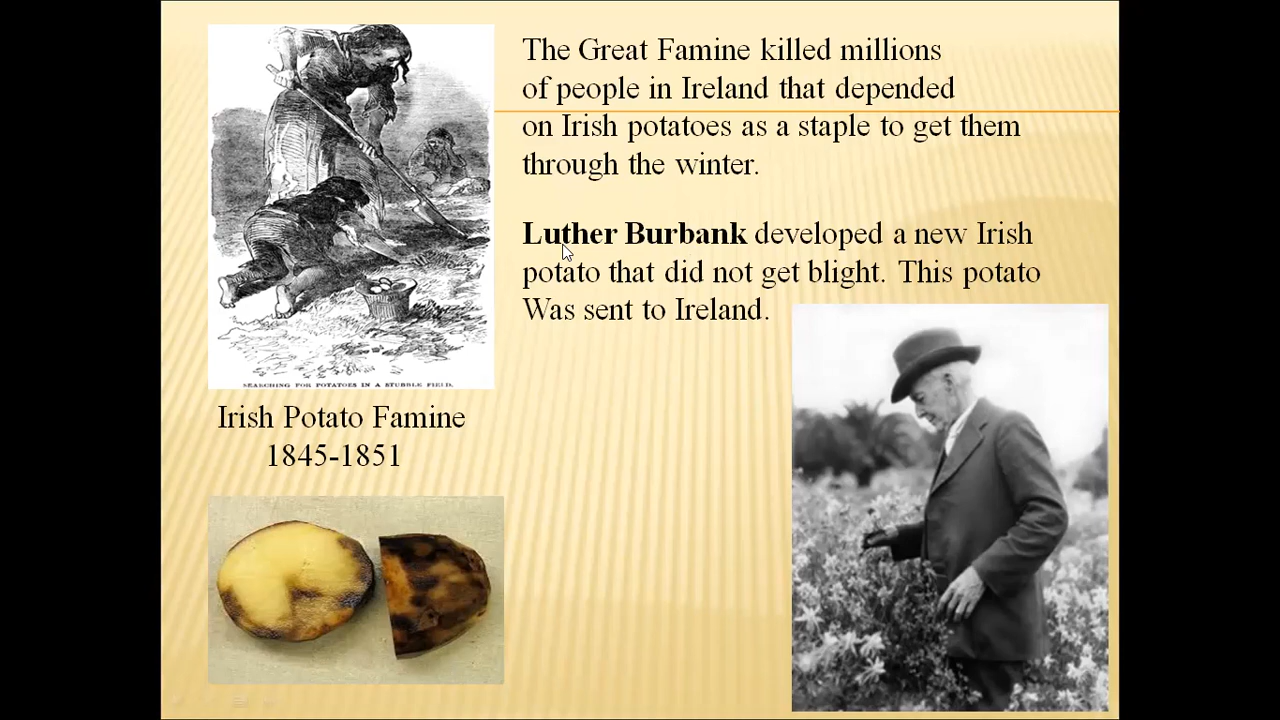 The Great Famine killed millions
of people in Ireland that depended
on Irish potatoes as a staple to get them
through the winter.
Luther Burbank developed a new Irish
potato that did not get blight. This potato
Was sent to Ireland.
SEARCHING FOR POTATOES IN A STUBBLE FIELD.
Irish Potato Famine
1845-1851